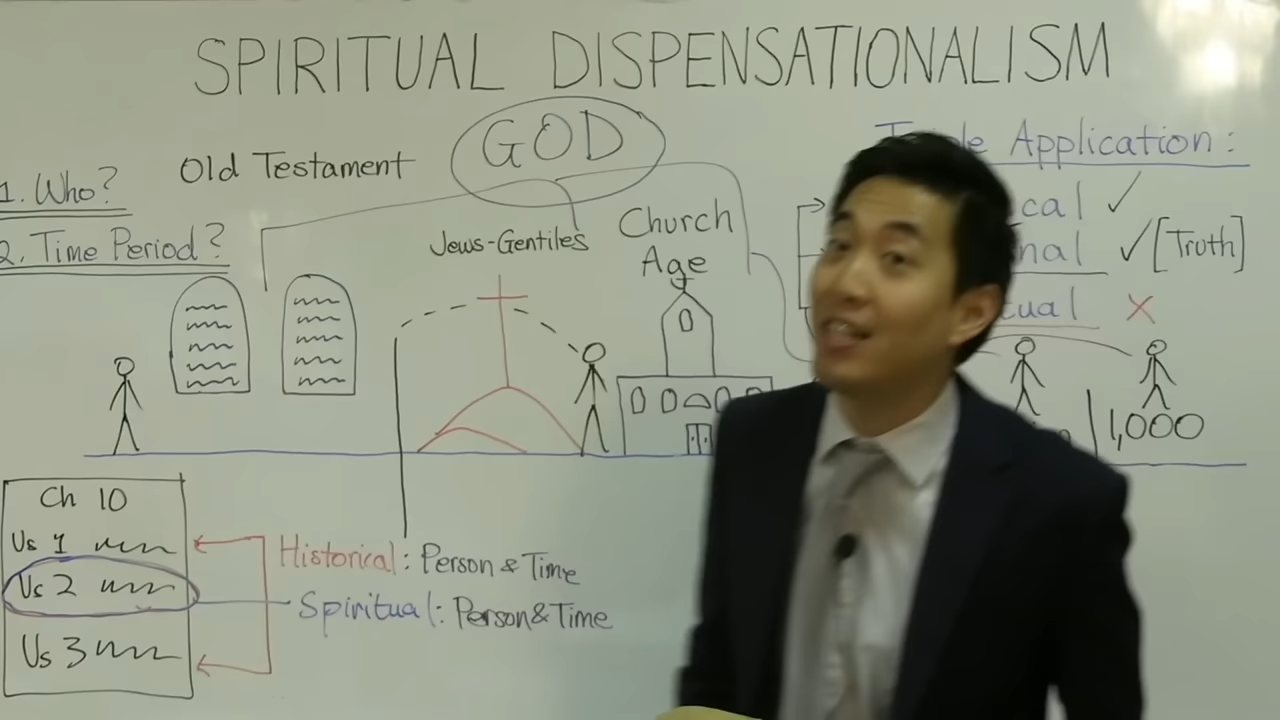 SPIRITUAL DISPENSATIONALISM
GOD
Application:
1. Who?
Old Testament
2. Time Period?
Jews-Gentiles
Church
Age
[Truth]
1,000
Ch 10
Vs 1
Vs 2
Vs 3
Historical: Person & Time
Spiritual: Person & Time